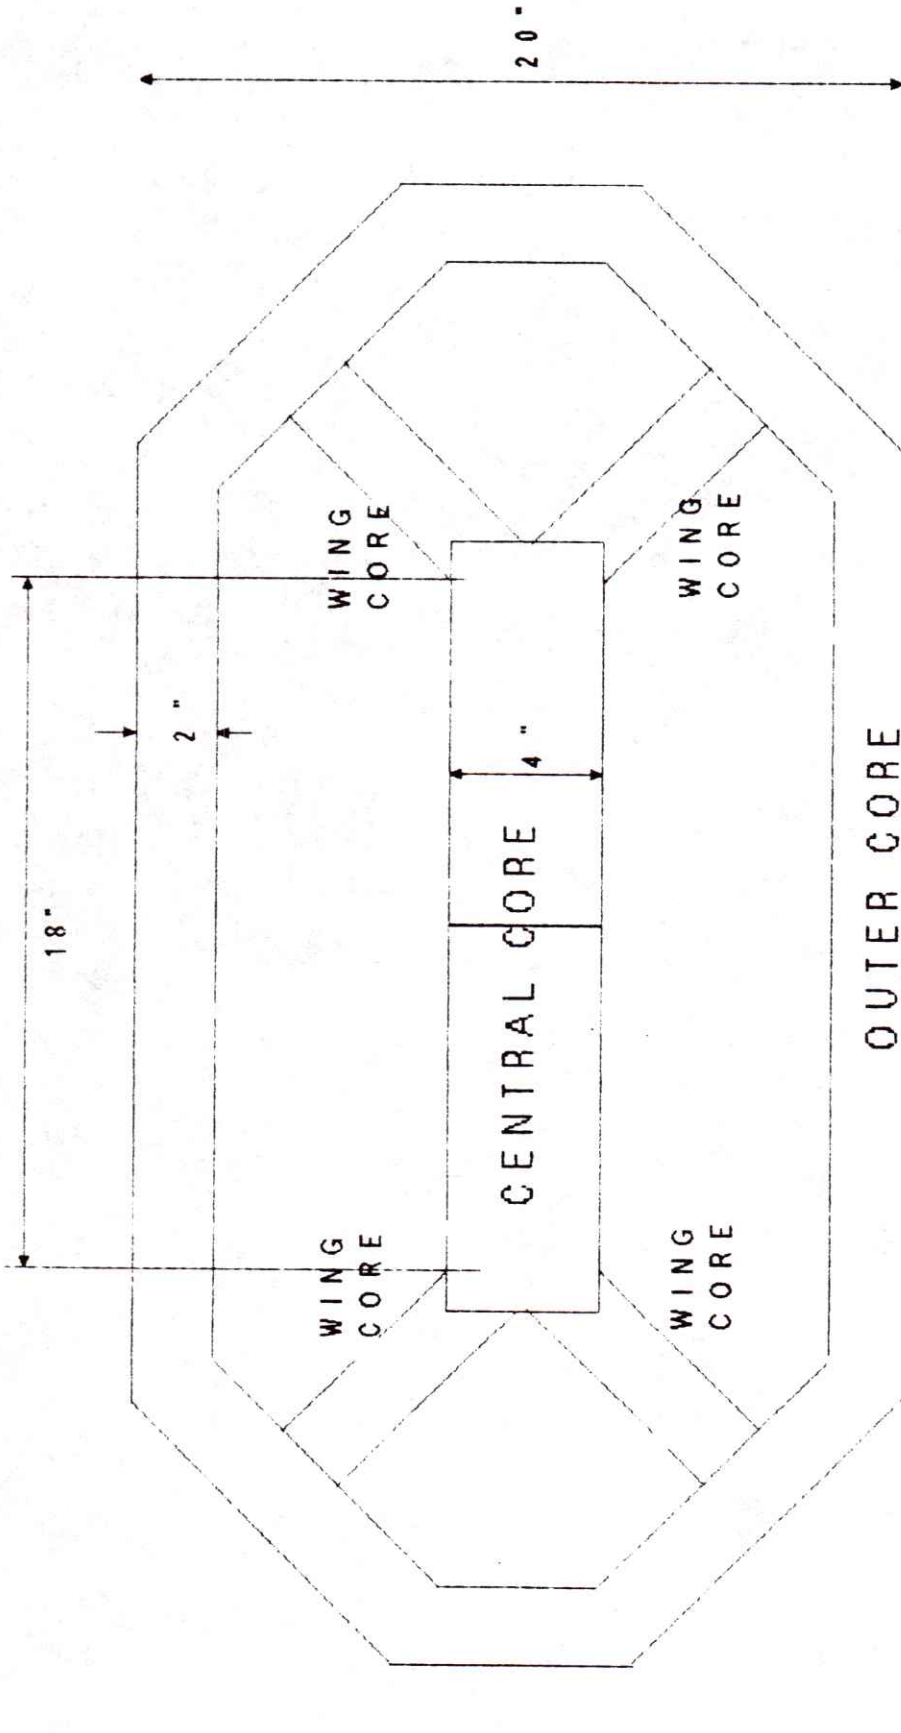 20"
18"
2"
4"
WING
CORE
WING
CORE
WING
CORE
WING
CORE
CENTRAL CORE
OUTER CORE